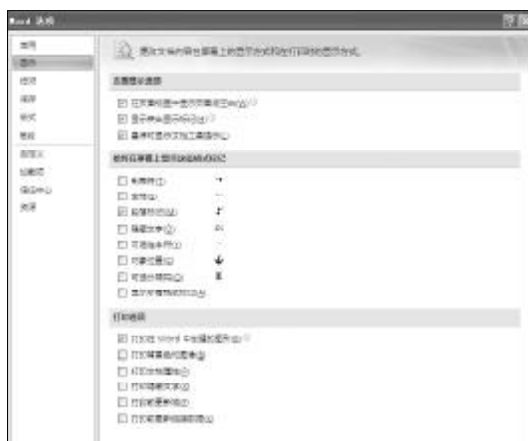 Word 选项
常用
显示
校对
保存
版式
高级
自定义
加载项
信任中心
资源
更改文档内容在屏幕上的显示方式和在打印时的显示方式。
页面显示选项
在页面视图中显示页面间空白(W)
显示突出显示标记(H)
悬停时显示文档工具提示(L)
始终在屏幕上显示这些格式标记
制表符(T)
空格(S)
段落标记(M)
隐藏文字(D)
可选连字符(Y)
对象位置(C)
可选分隔符(O)
显示所有格式标记(A)
打印选项
打印在 Word 中创建的图形(R)
打印背景色和图像(B)
打印文档属性(P)
打印隐藏文字(X)
打印前更新域(F)
打印前更新链接数据(K)